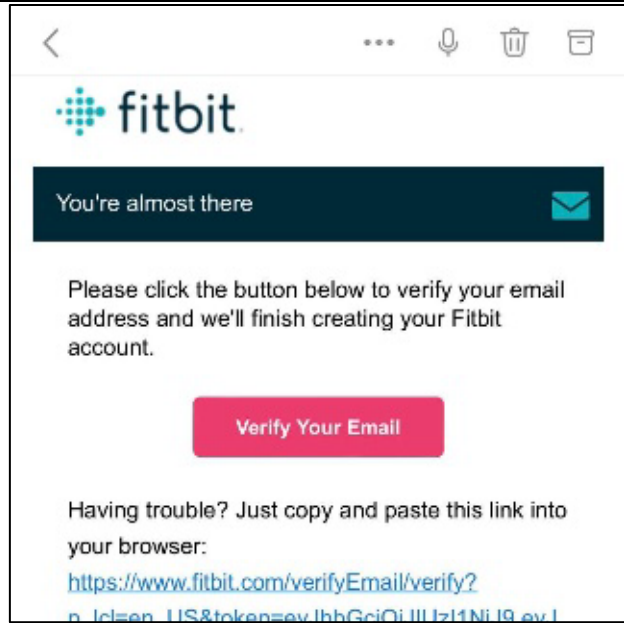 fitbit
You're almost there
Please click the button below to verify your email
address and we'll finish creating your Fitbit
account.
Verify Your Email
Having trouble? Just copy and paste this link into
your browser:
https://www.fitbit.com/verifyEmail/verify?